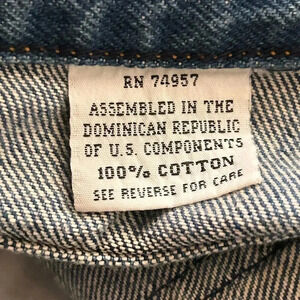 RN 74957
ASSEMBLED IN THE
DOMINICAN REPUBLIC
OF U.S. COMPONENTS
100% COTTON
SEE REVERSE FOR CARE